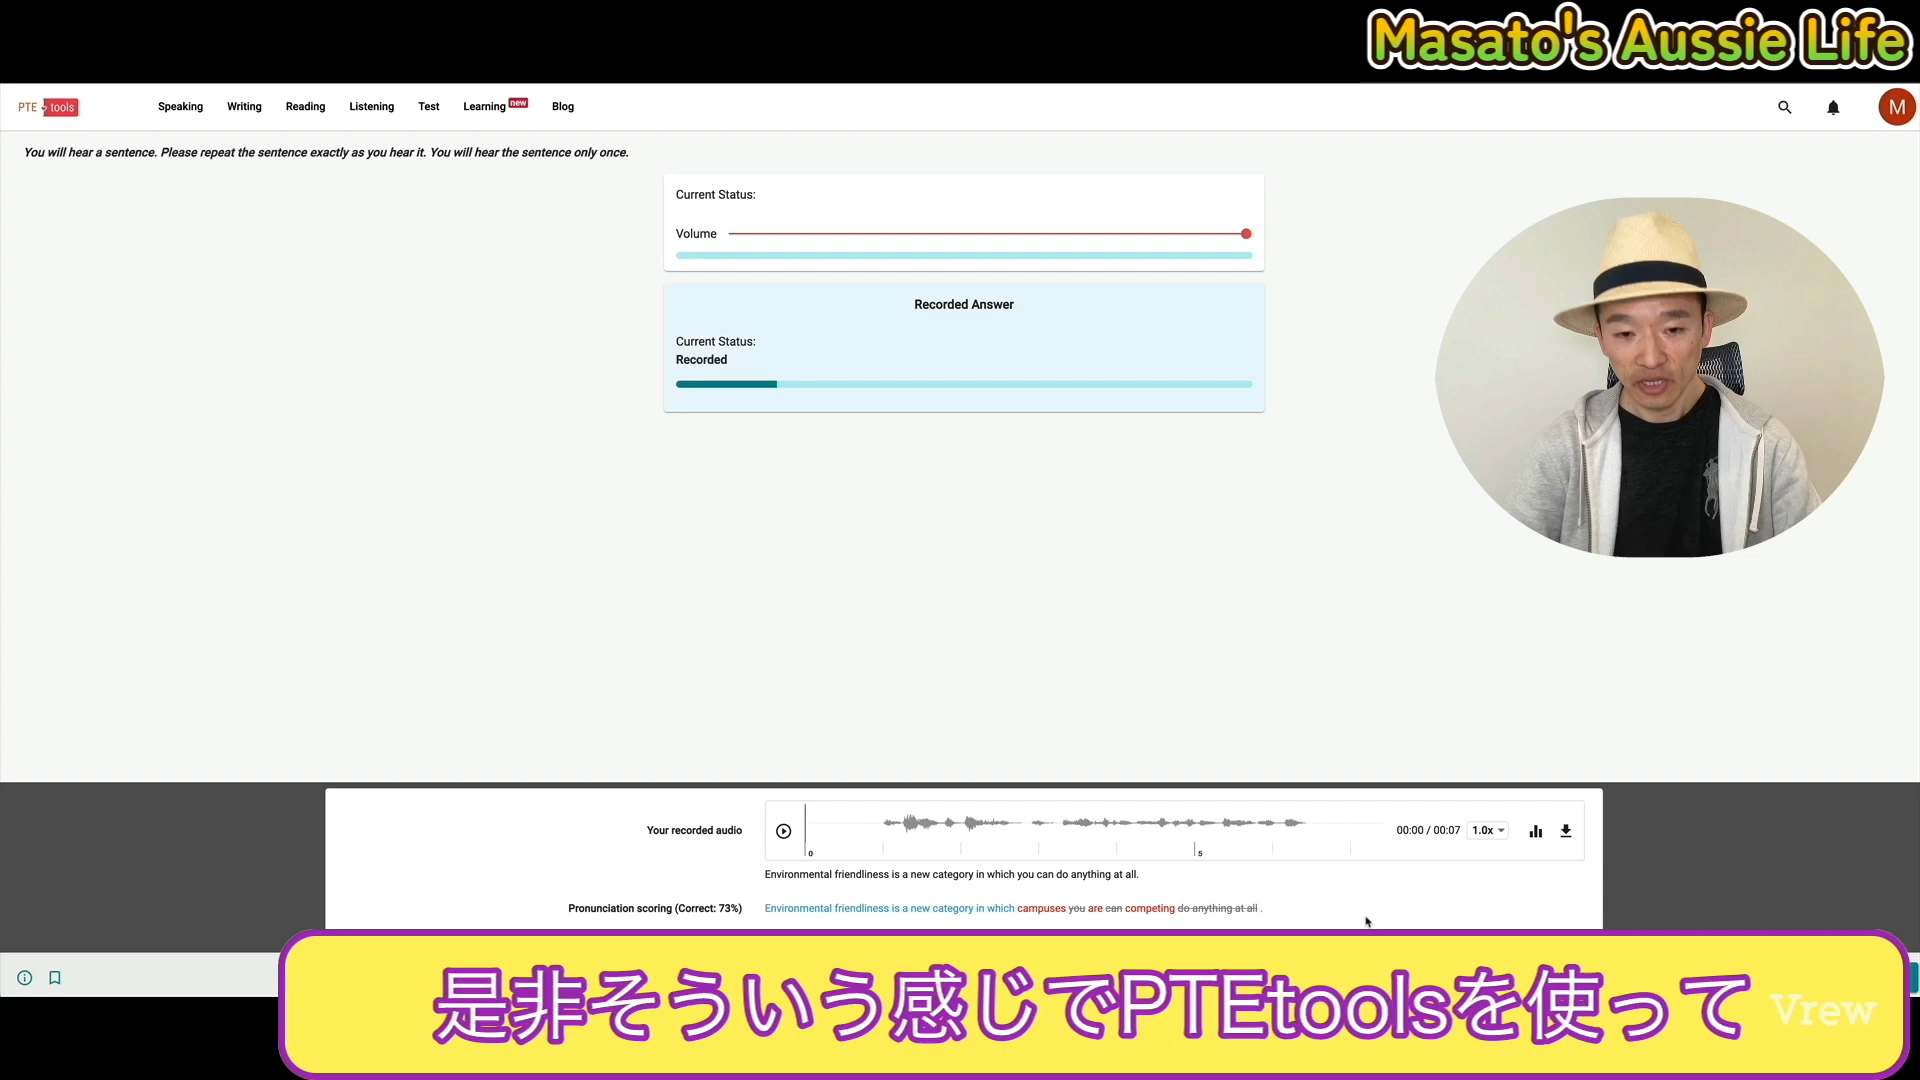 Masato's Aussie Life
PTE tools
Speaking Writing Reading Listening Test Learning new Blog
M
You will hear a sentence. Please repeat the sentence exactly as you hear it. You will hear the sentence only once.
Current Status:
Volume
Recorded Answer
Current Status:
Recorded
Your recorded audio
0
5
00:00 / 00:07 1.0x
Environmental friendliness is a new category in which you can do anything at all.
Pronunciation scoring (Correct: 73%)
Environmental friendliness is a new category in which campuses you are can competing do anything at all .
是非そういう感じでPTEtoolsを使って
Vrew